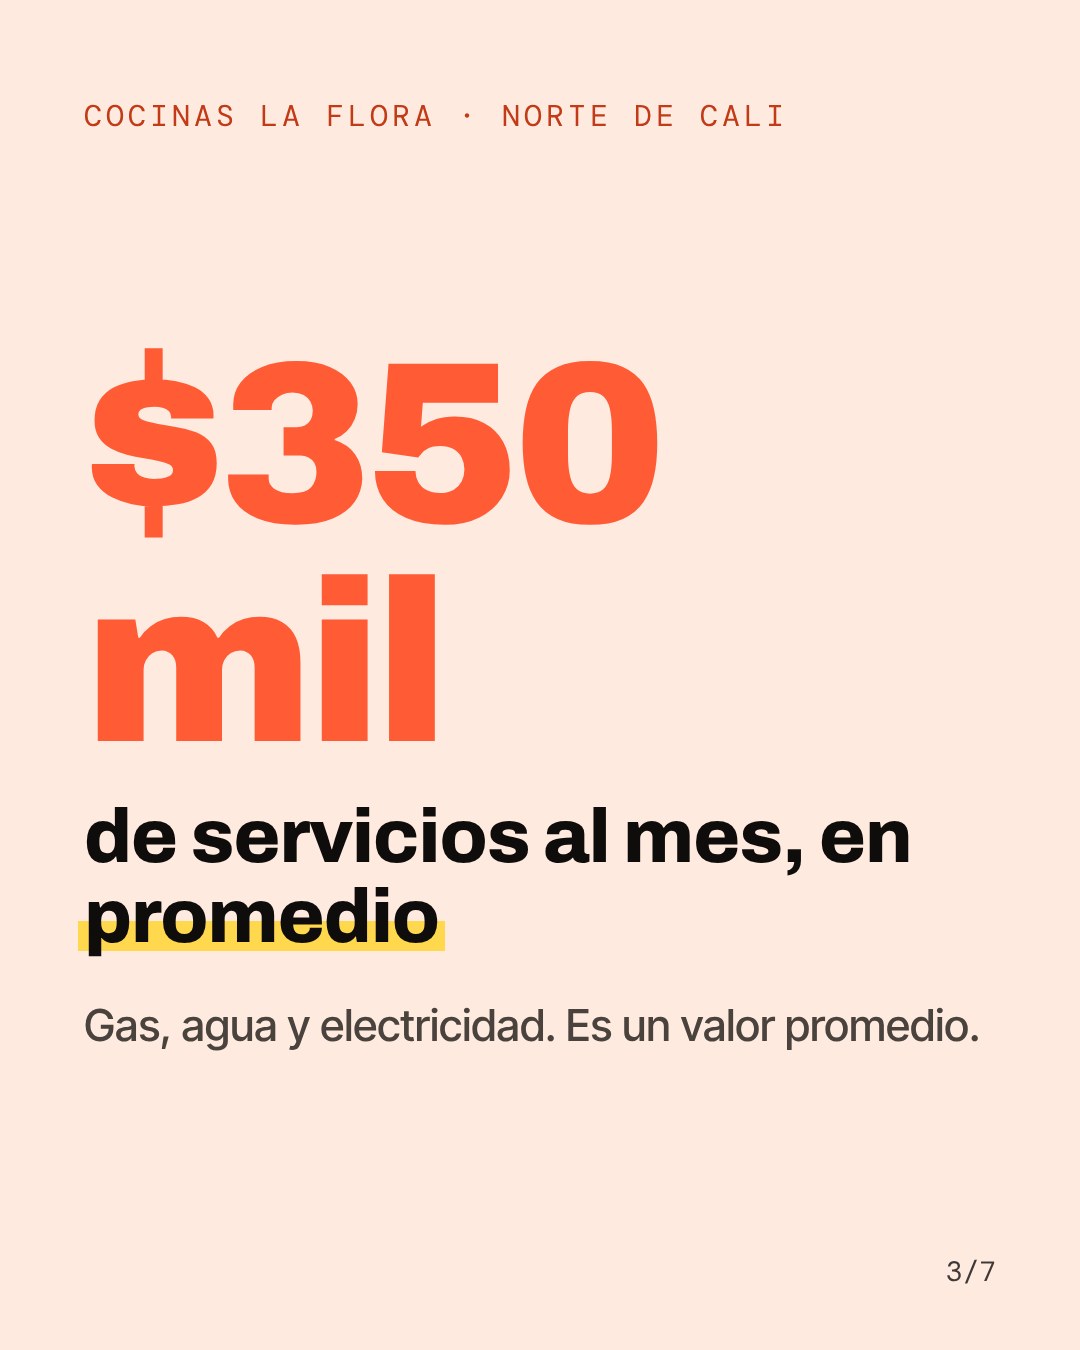 COCINAS LA FLORA · NORTE DE CALI
$350
mil
de servicios al mes, en
promedio
Gas, agua y electricidad. Es un valor promedio.
3/7